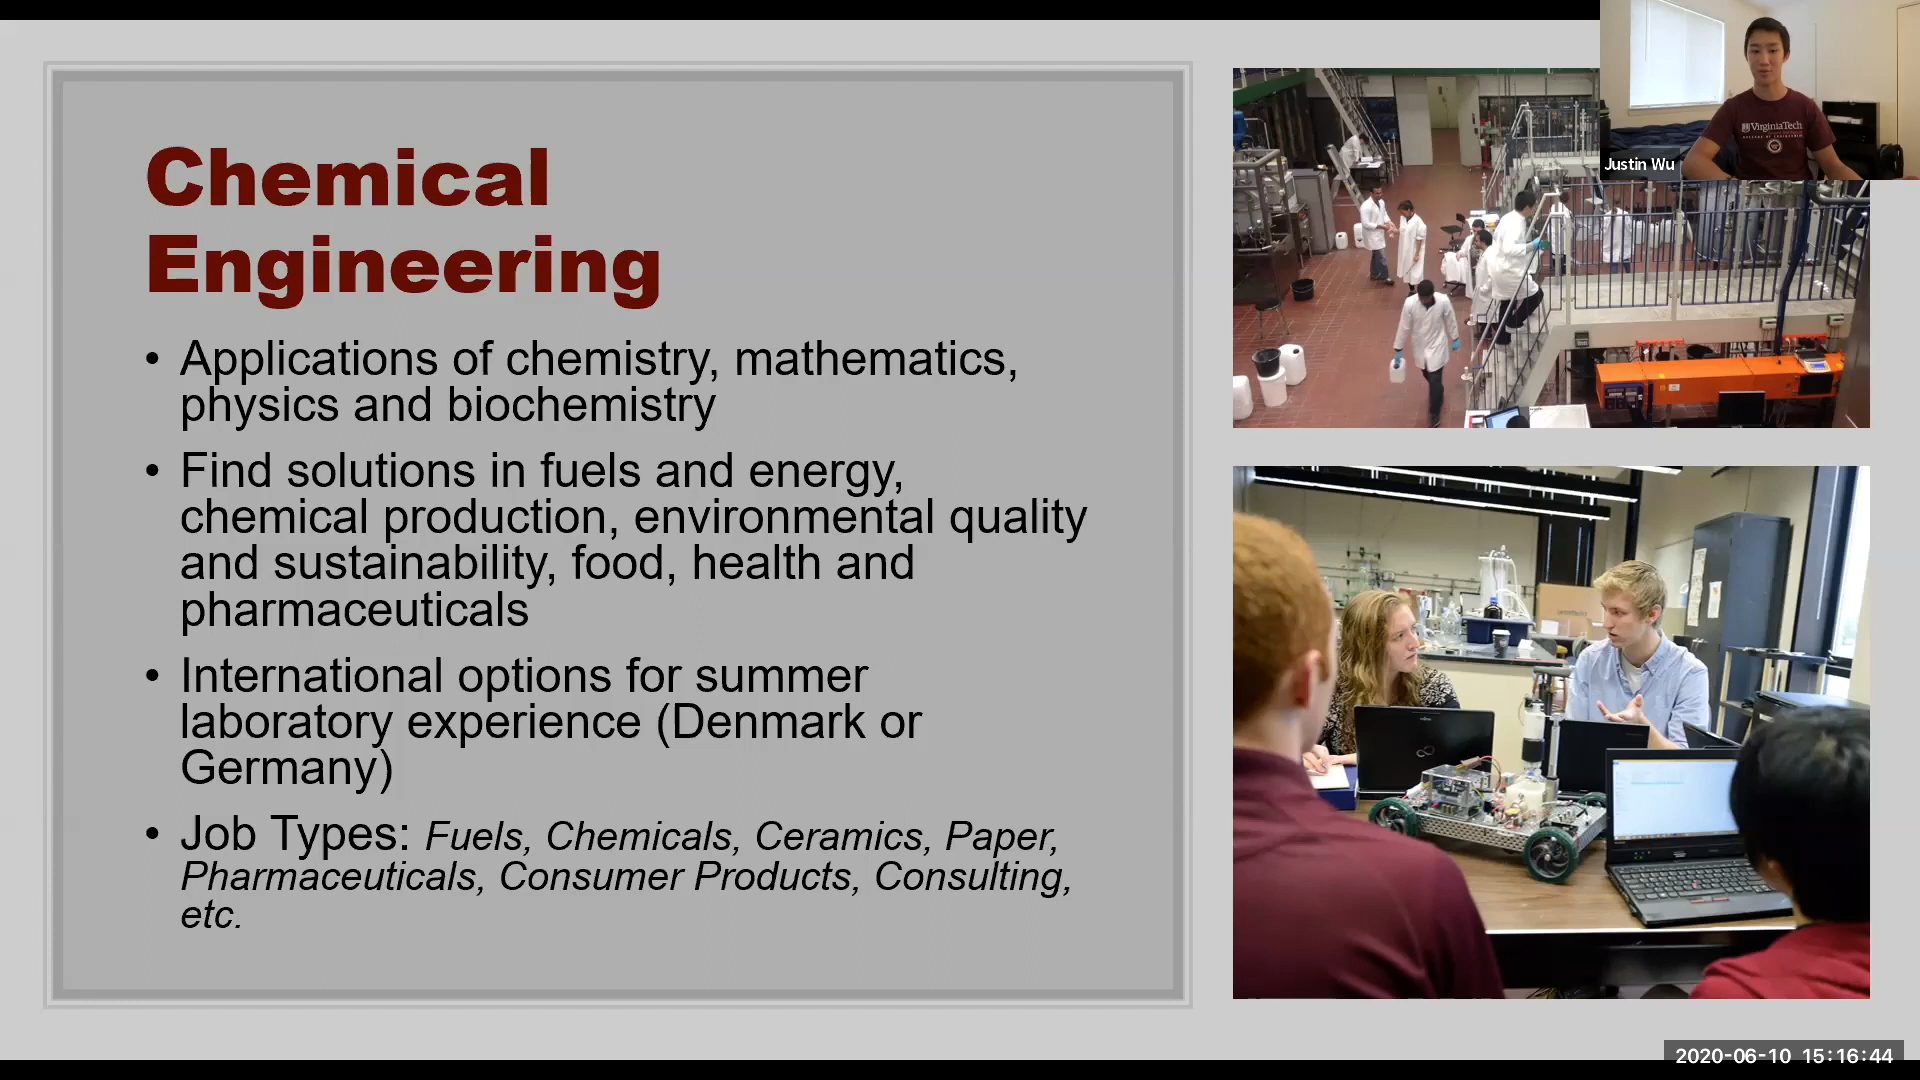 Chemical
Engineering
• Applications of chemistry, mathematics,
physics and biochemistry
• Find solutions in fuels and energy,
chemical production, environmental quality
and sustainability, food, health and
pharmaceuticals
• International options for summer
laboratory experience (Denmark or
Germany)
• Job Types: Fuels, Chemicals, Ceramics, Paper,
Pharmaceuticals, Consumer Products, Consulting,
etc.
VirginiaTech
Justin Wu
2020-06-10 15:16:44